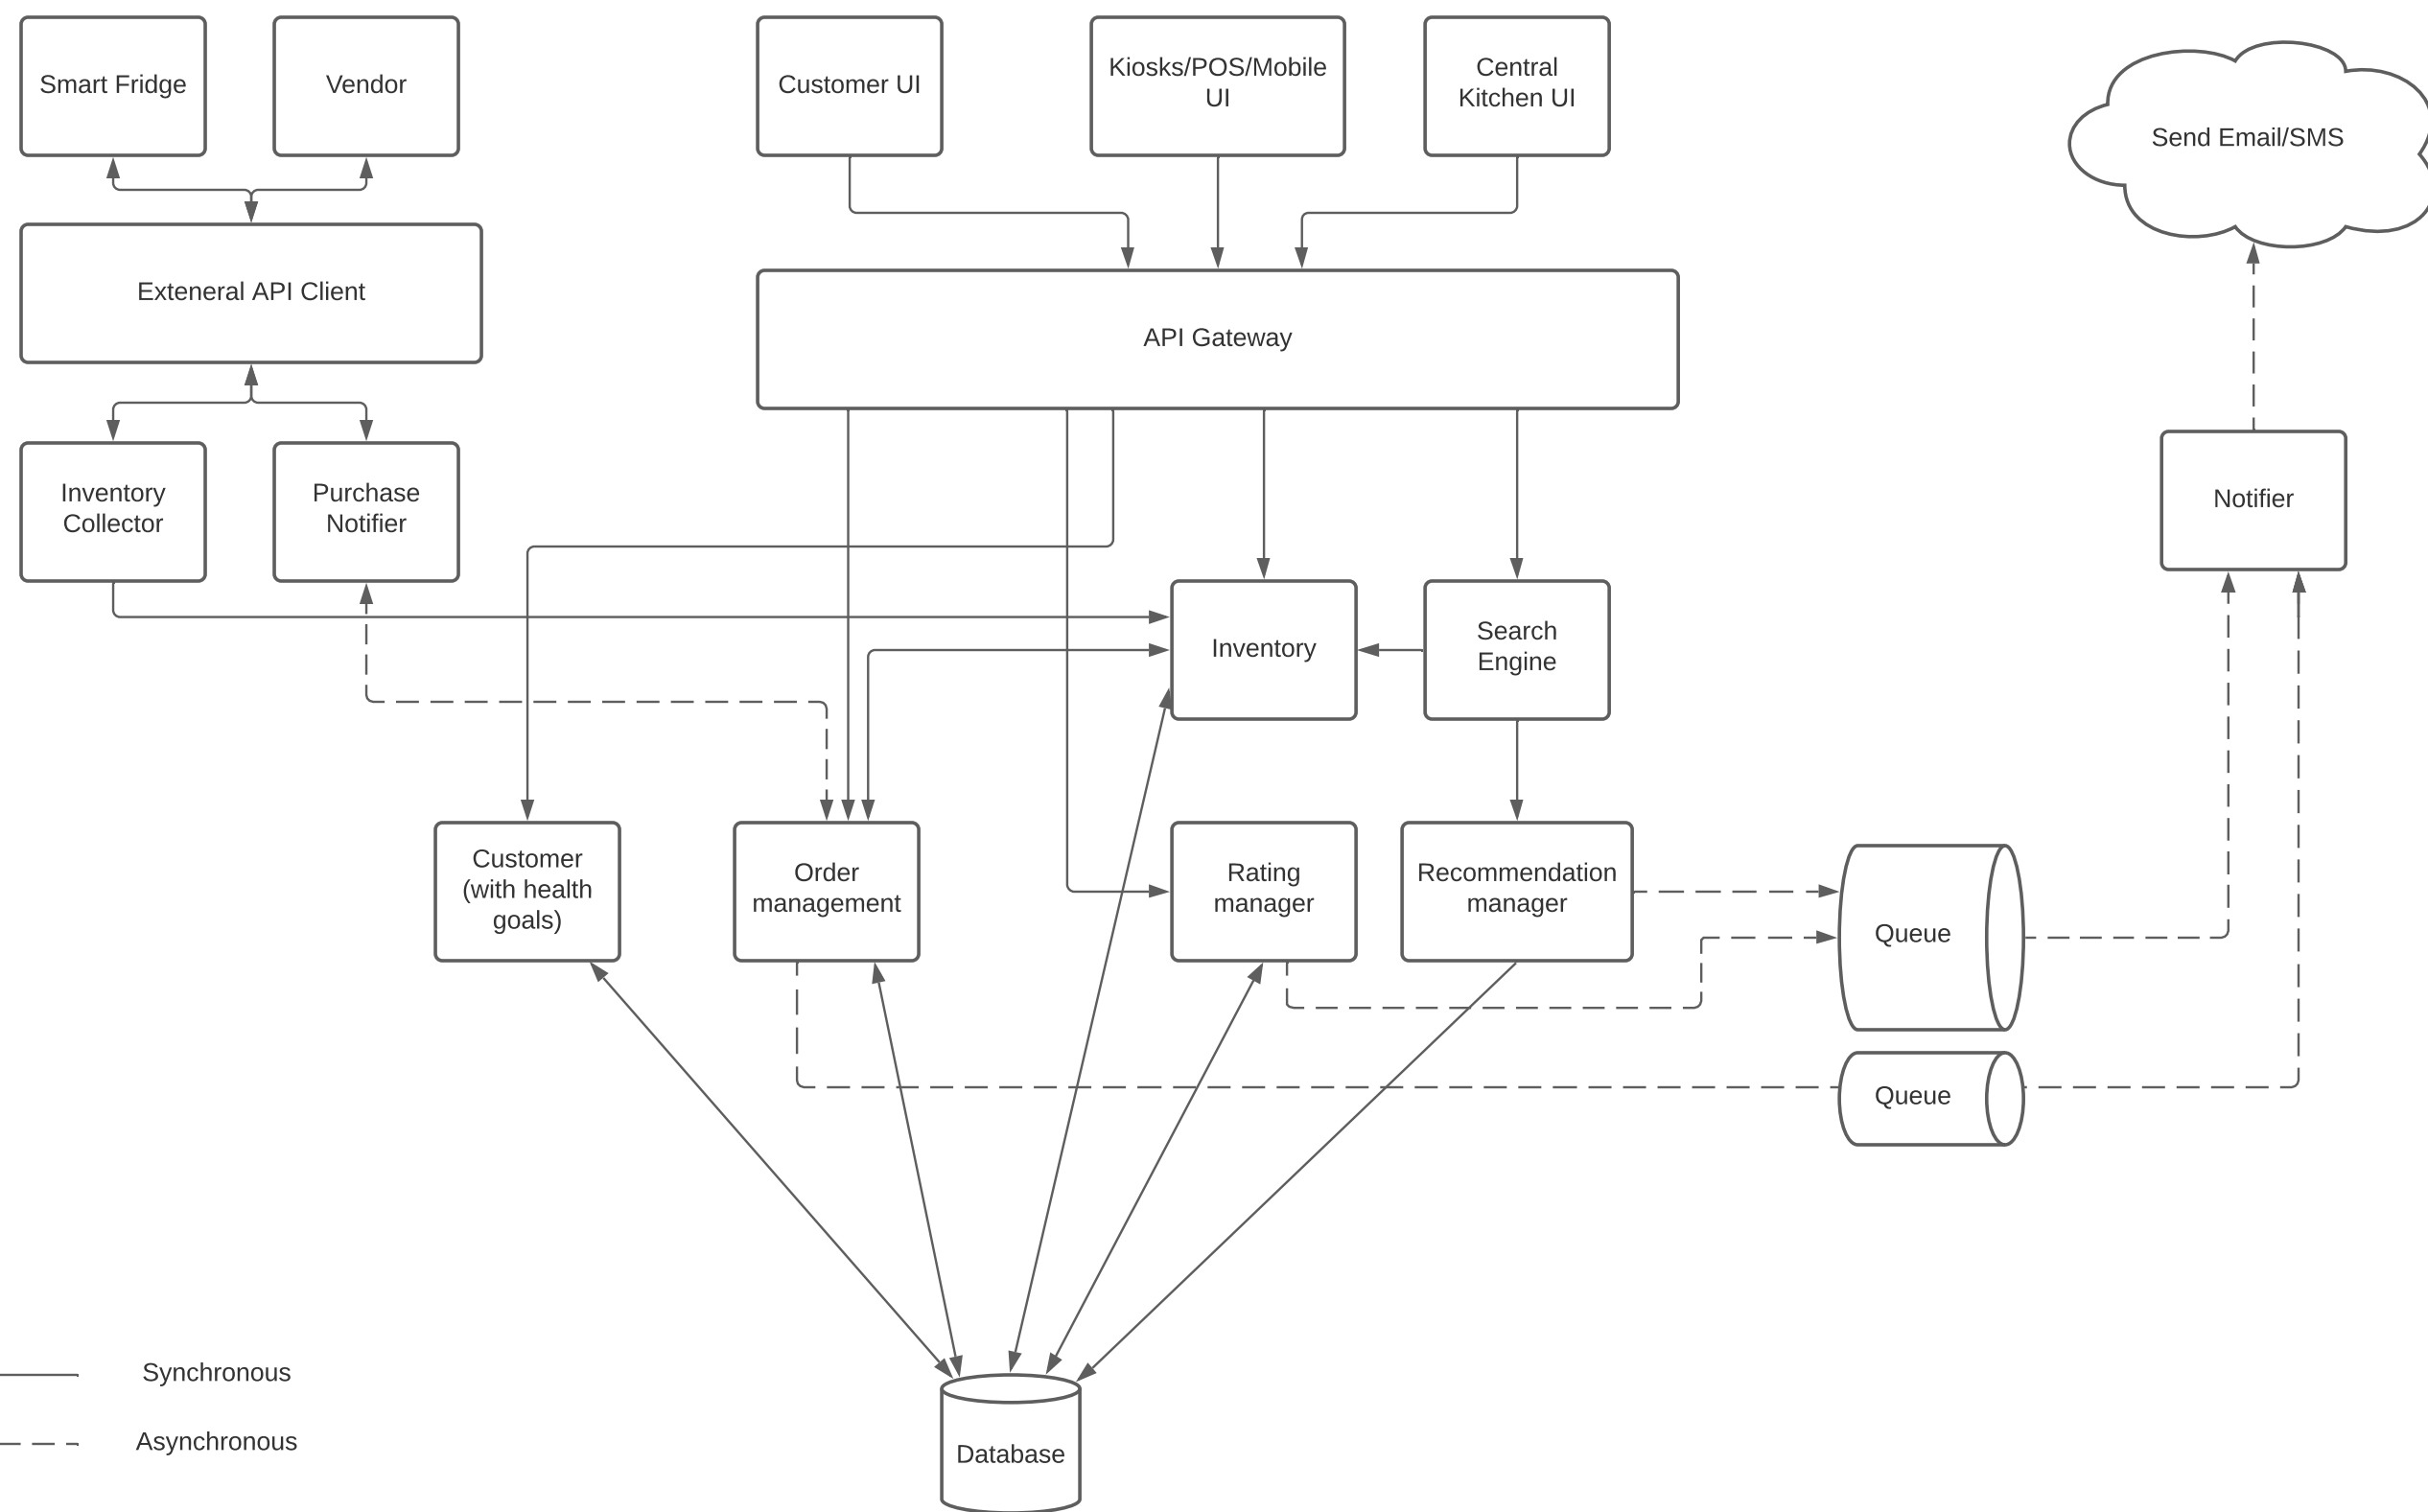 Smart Fridge
Vendor
Customer UI
Kiosks/POS/Mobile
UI
Central
Kitchen UI
Send Email/SMS
Exteneral API Client
API Gateway
Inventory
Collector
Purchase
Notifier
Notifier
Inventory
Search
Engine
Customer
(with health
goals)
Order
management
Rating
manager
Recommendation
manager
Queue
Queue
Synchronous
Asynchronous
Database